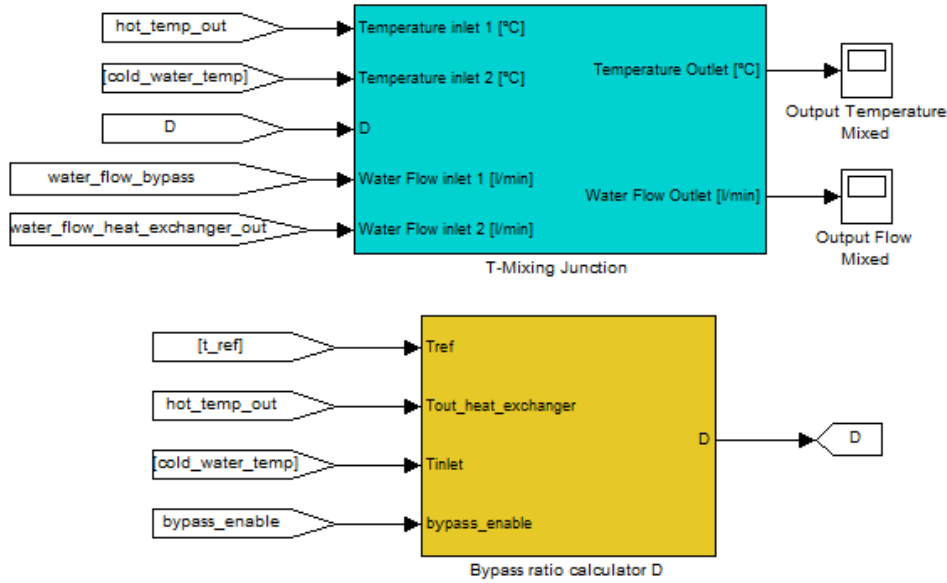 hot_temp_out
[cold_water_temp]
D
water_flow_bypass
water_flow_heat_exchanger_out
Temperature inlet 1 [ºC]
Temperature inlet 2 [ºC]
D
Water Flow inlet 1 [l/min]
Water Flow inlet 2 [l/min]
Temperature Outlet [ºC]
Water Flow Outlet [l/min]
T-Mixing Junction
Output Temperature
Mixed
Output Flow
Mixed
[t_ref]
hot_temp_out
[cold_water_temp]
bypass_enable
Tref
Tout_heat_exchanger
Tinlet
bypass_enable
D
D
Bypass ratio calculator D